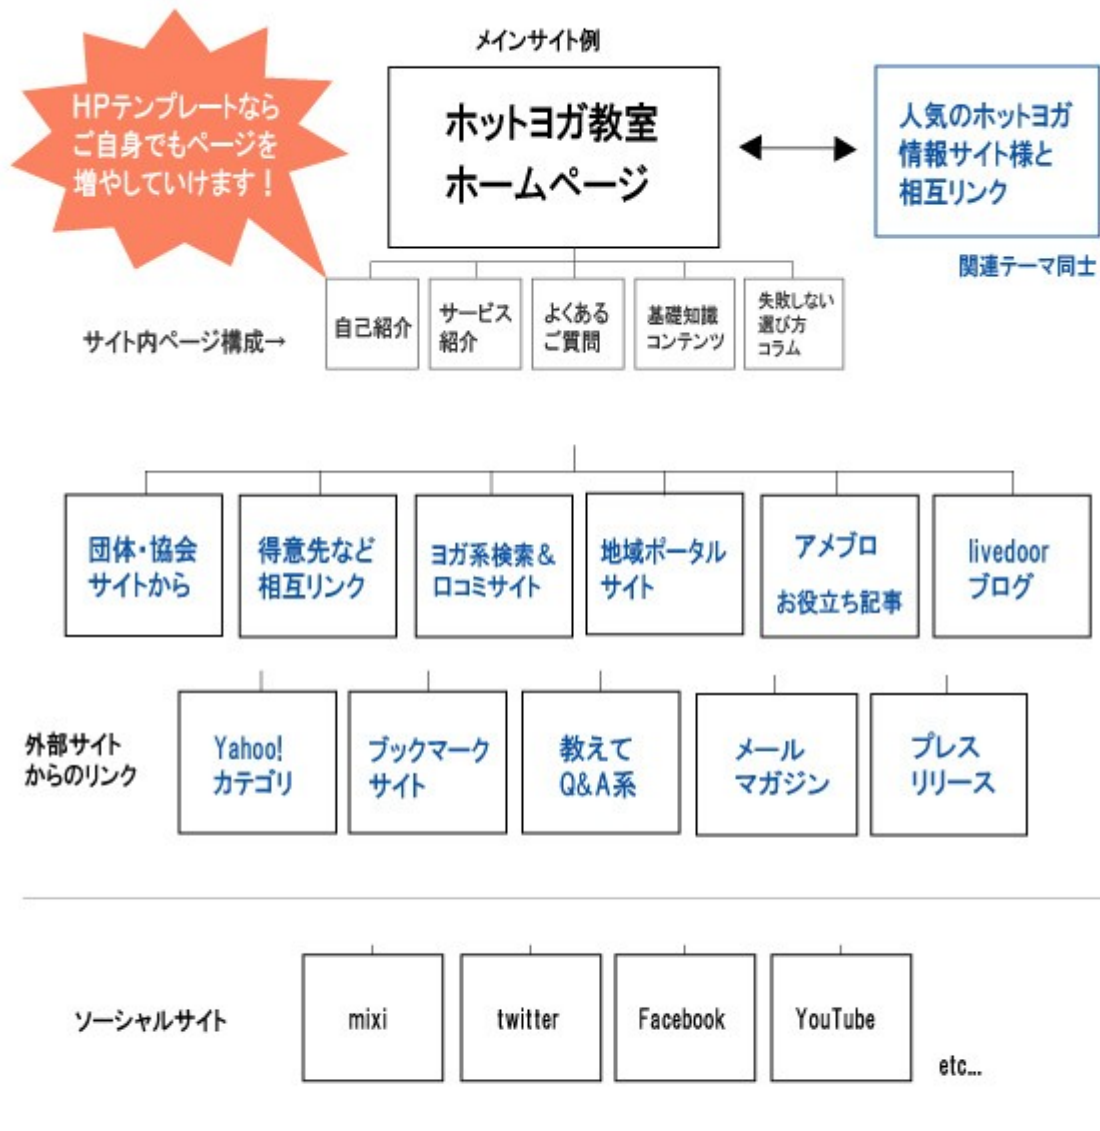 メインサイト例
HPテンプレートなら
ご自身でもページを
増やしていけます！
ホットヨガ教室
ホームページ
人気のホットヨガ
情報サイト様と
相互リンク
関連テーマ同士
サイト内ページ構成→
自己紹介
サービス
紹介
よくある
ご質問
基礎知識
コンテンツ
失敗しない
選び方
コラム
団体・協会
サイトから
得意先など
相互リンク
ヨガ系検索＆
口コミサイト
地域ポータル
サイト
アメブロ
お役立ち記事
livedoor
ブログ
外部サイト
からのリンク
Yahoo!
カテゴリ
ブックマーク
サイト
教えて
Q&A系
メール
マガジン
プレス
リリース
ソーシャルサイト
mixi
twitter
Facebook
YouTube
etc...